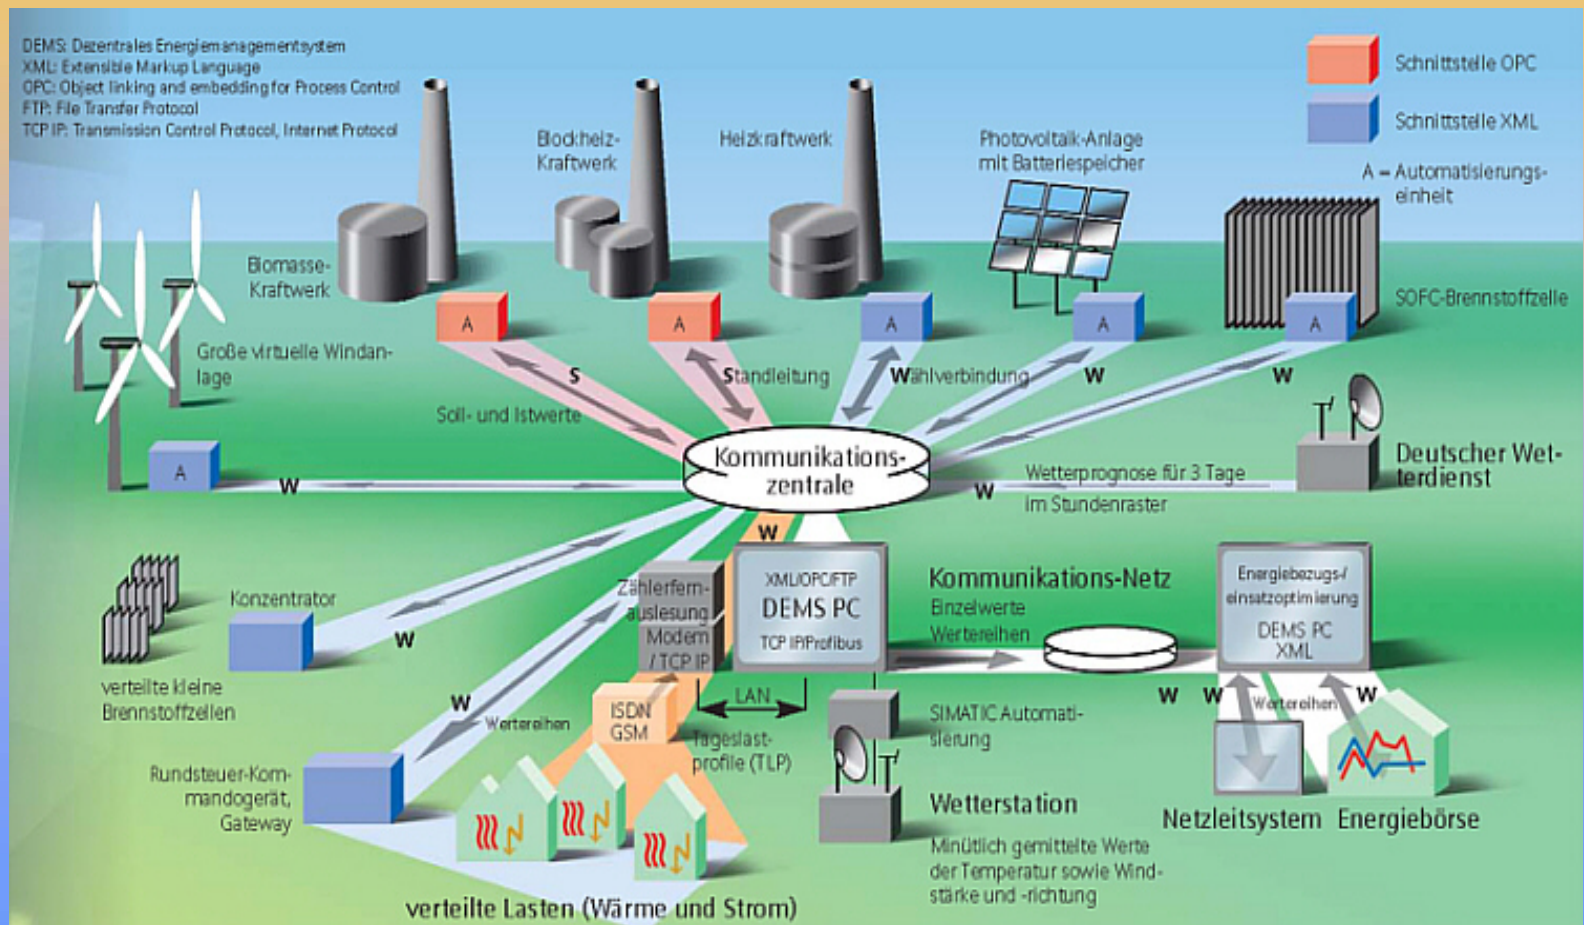 DEMS: Dezentrales Energiemanagementsystem
XML: Extensible Markup Language
OPC: Object linking and embedding for Process Control
FTP: File Transfer Protocol
TCP IP: Transmission Control Protocol, Internet Protocol
Schnittstelle OPC
Schnittstelle XML
A = Automatisierungs-
einheit
Blockheiz-
Kraftwerk
Heizkraftwerk
Photovoltaik-Anlage
mit Batteriespeicher
Biomasse-
Kraftwerk
SOFC-Brennstoffzelle
A
A
A
A
A
Große virtuelle Windan-
lage
S
Standleitung
Wählverbindung
W
W
Soll- und Istwerte
Kommunikations-
zentrale
A
W
W
Wetterprognose für 3 Tage
im Stundenraster
Deutscher Wet-
terdienst
W
Zählerfern-
auslesung
Modem
/ TCP IP
XML/OPC/FTP
DEMS PC
TCP IP/Profibus
Kommunikations-Netz
Einzelwerte
Wertereihen
Energiebezugs-/
einsatzoptimierung
DEMS PC
XML
Konzentrator
W
verteilte kleine
Brennstoffzellen
W
Wertereihen
ISDN
GSM
LAN
Tageslast-
profile (TLP)
SIMATIC Automati-
sierung
W
W
W
Wertereihen
Rundsteuer-Kom-
mandogerät,
Gateway
Wetterstation
Minütlich gemittelte Werte
der Temperatur sowie Wind-
stärke und -richtung
Netzleitsystem
Energiebörse
verteilte Lasten (Wärme und Strom)